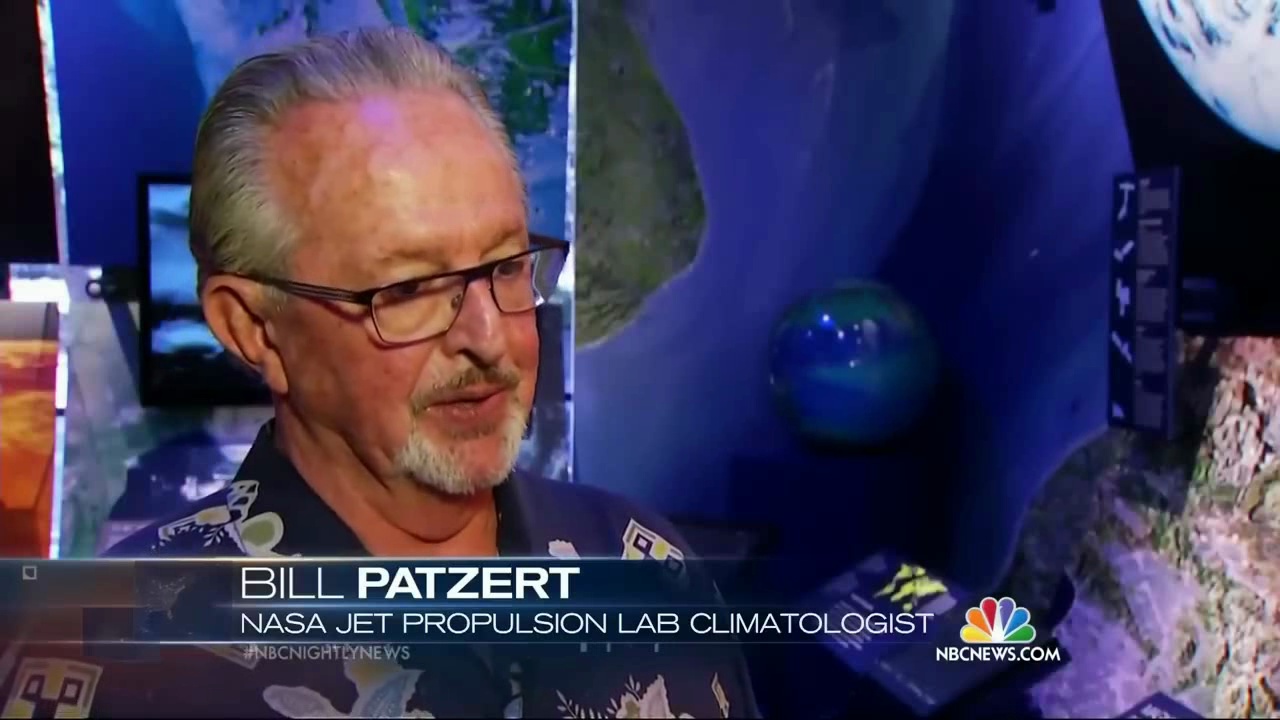 BILL PATZERT
NASA JET PROPULSION LAB CLIMATOLOGIST
#NBCNIGHTLYNEWS
NBCNEWS.COM